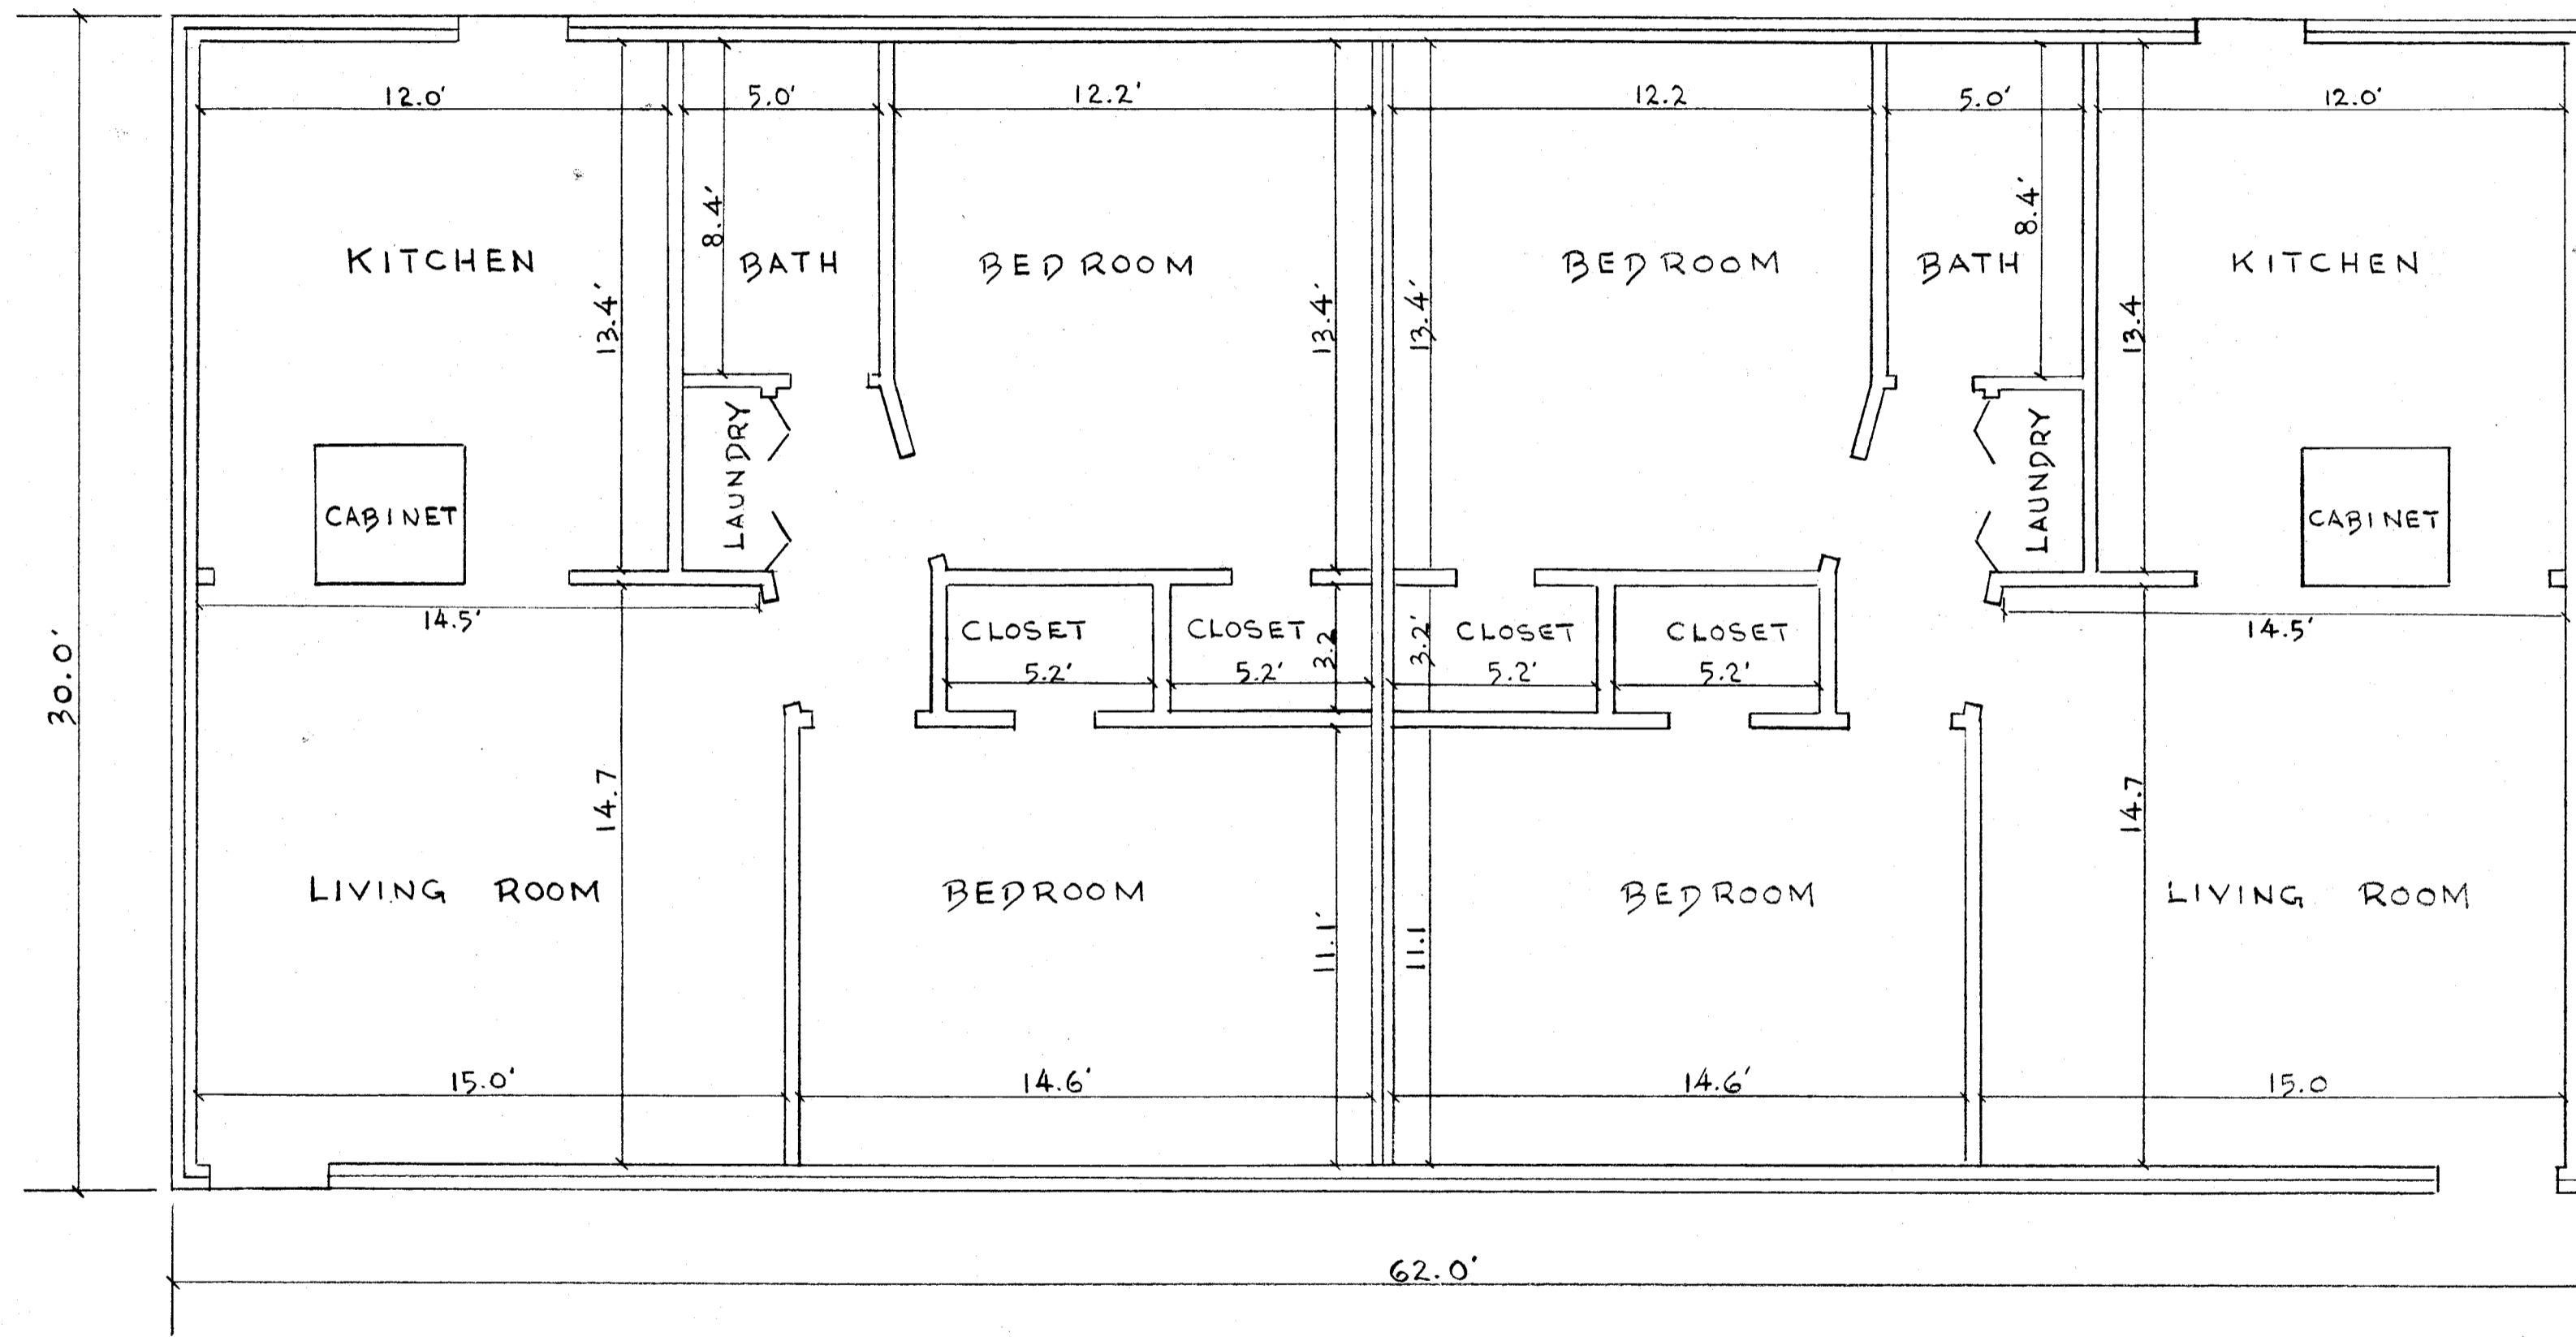 12.0'
5.0'
12.2'
12.2
5.0'
12.0'
8.4'
8.4'
KITCHEN
BATH
BEDROOM
BEDROOM
BATH
KITCHEN
13.4'
13.4'
13.4'
13.4
LAUNDRY
LAUNDRY
CABINET
CABINET
14.5'
CLOSET
CLOSET
CLOSET
CLOSET
14.5'
3.2
3.2'
5.2'
5.2'
5.2'
5.2'
30.0'
14.7
14.7
LIVING ROOM
BEDROOM
BEDROOM
LIVING ROOM
11.1'
11.1
15.0'
14.6'
14.6'
15.0
62.0'